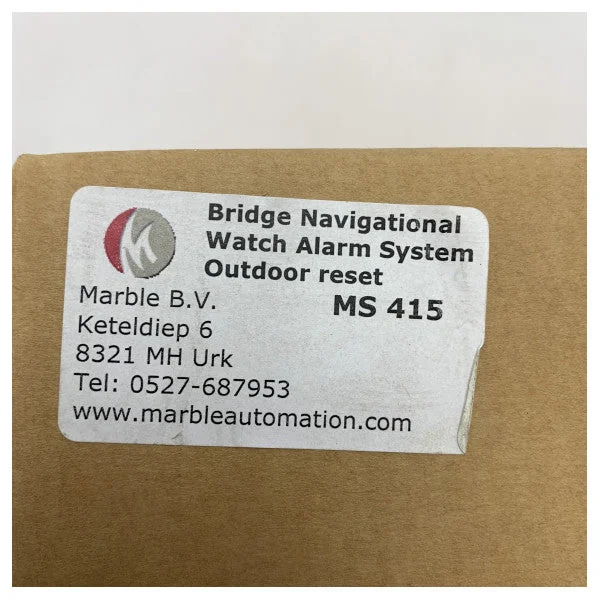 Bridge Navigational
Watch Alarm System
Outdoor reset
MS 415
Marble B.V.
Keteldiep 6
8321 MH Urk
Tel: 0527-687953
www.marbleautomation.com